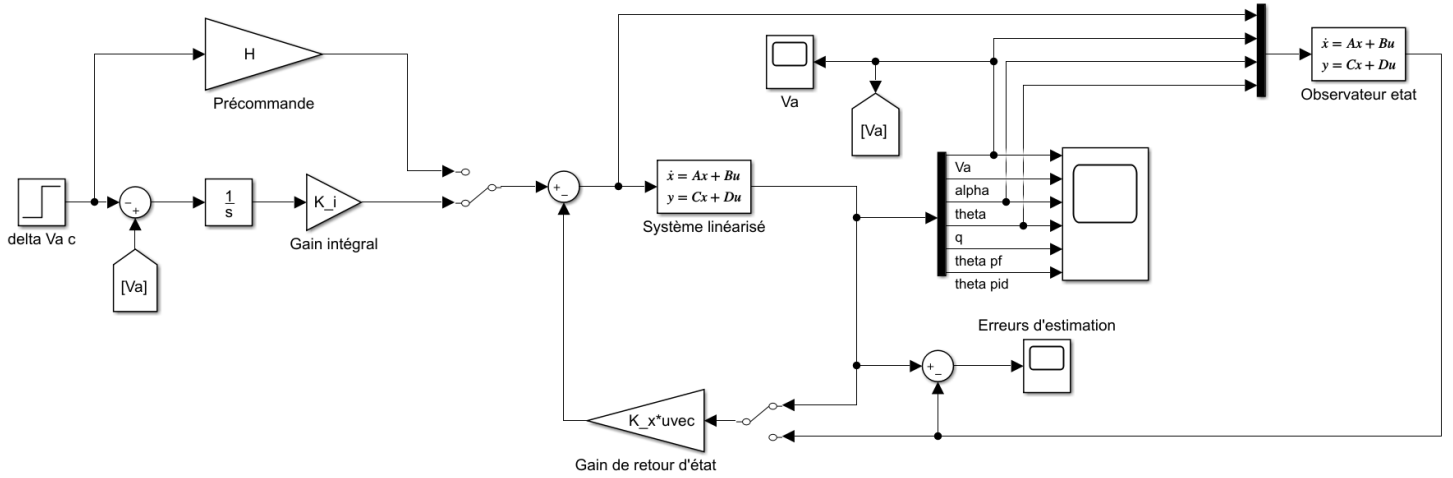 H
Précommande
delta Va c
−
+
1
s
K_i
Gain intégral
[Va]
+
−
ẋ = Ax + Bu
y = Cx + Du
Système linéarisé
Va
[Va]
Va
alpha
theta
q
theta pf
theta pid
ẋ = Ax + Bu
y = Cx + Du
Observateur etat
Erreurs d'estimation
+
−
K_x*uvec
Gain de retour d'état